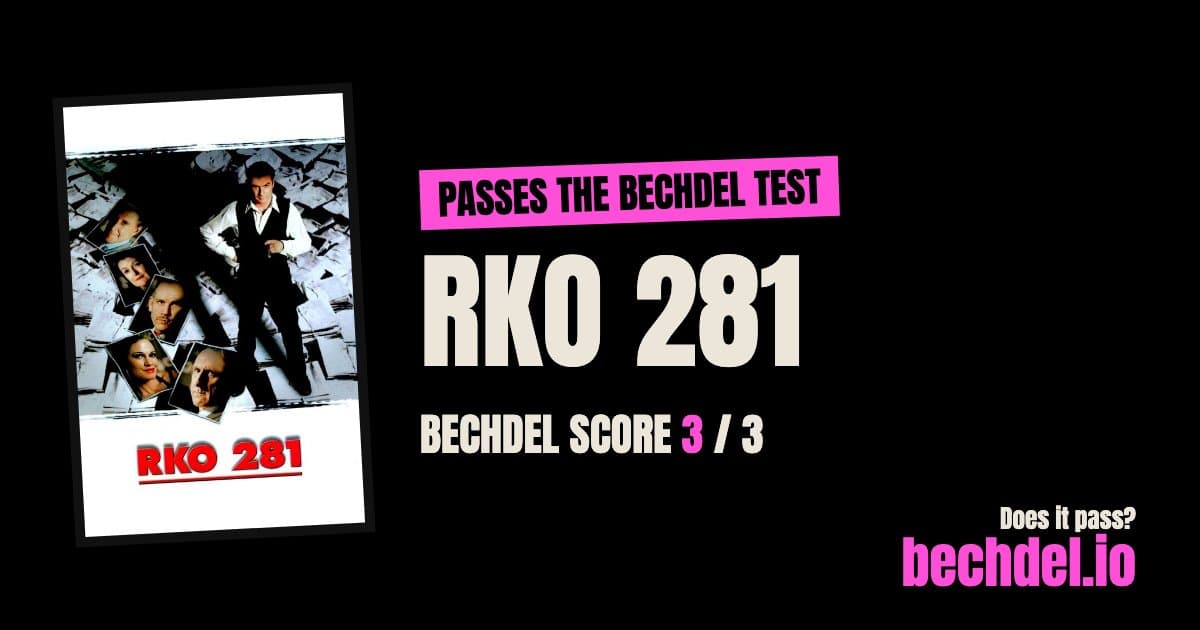 PASSES THE BECHDEL TEST
RKO 281
BECHDEL SCORE 3 / 3
RKO 281
Does it pass?
bechdel.io